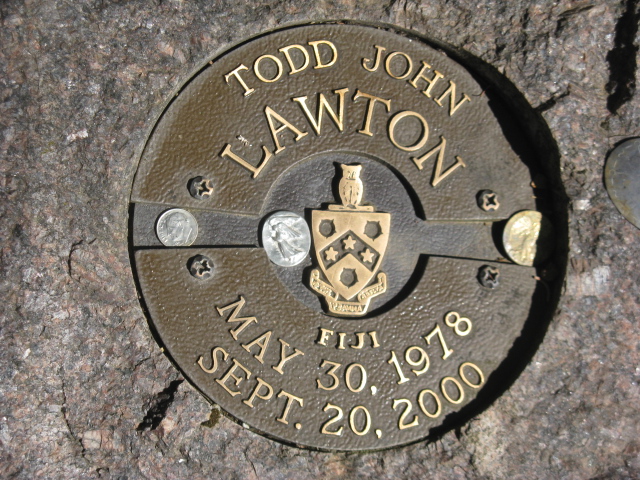 TODD JOHN
LAWTON
FIJI
MAY 30, 1978
SEPT. 20, 2000